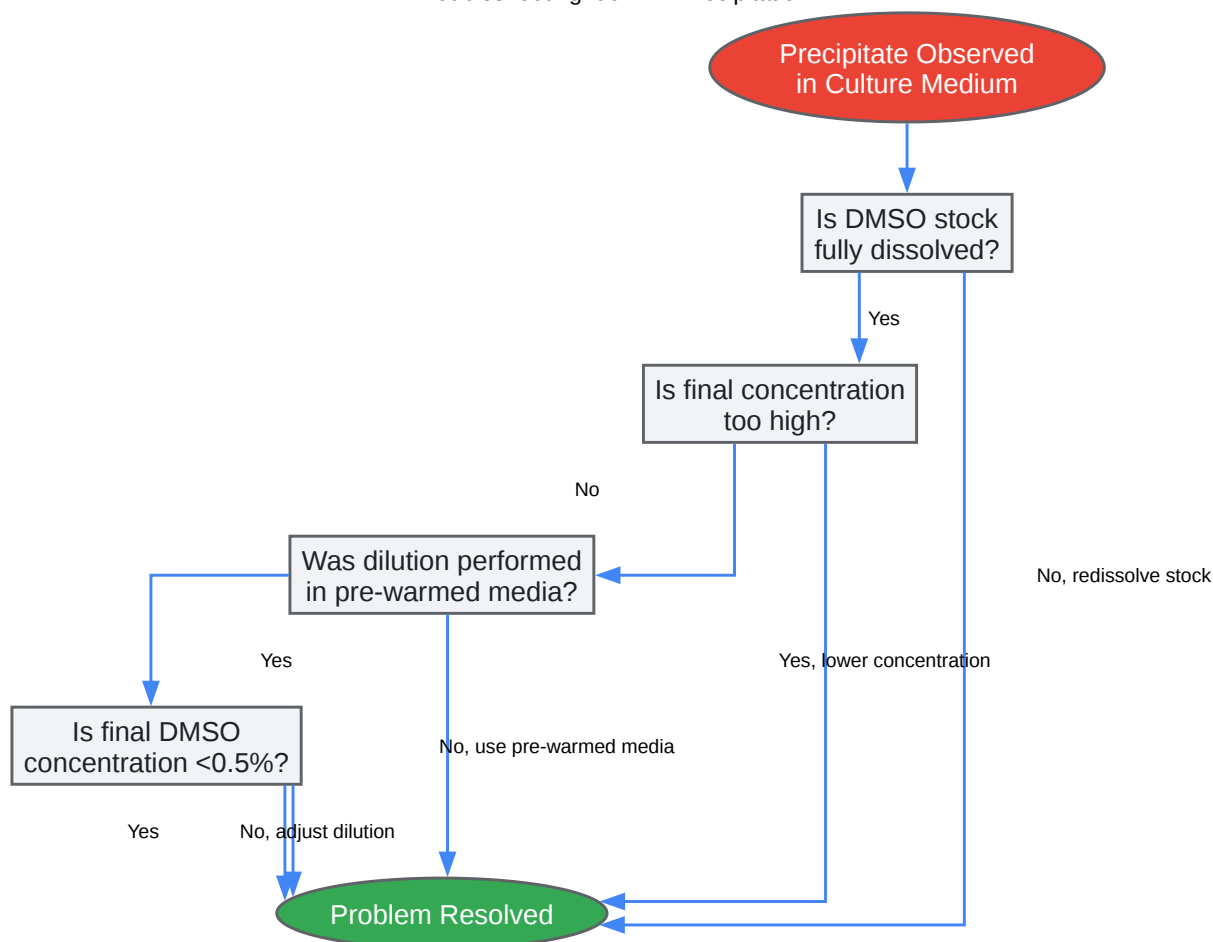 Precipitate Observed
in Culture Medium
Is DMSO stock
fully dissolved?
Yes
Is final concentration
too high?
No
Was dilution performed
in pre-warmed media?
No, redissolve stock
Yes
Yes, lower concentration
Is final DMSO
concentration <0.5%?
No, use pre-warmed media
Yes
No, adjust dilution
Problem Resolved